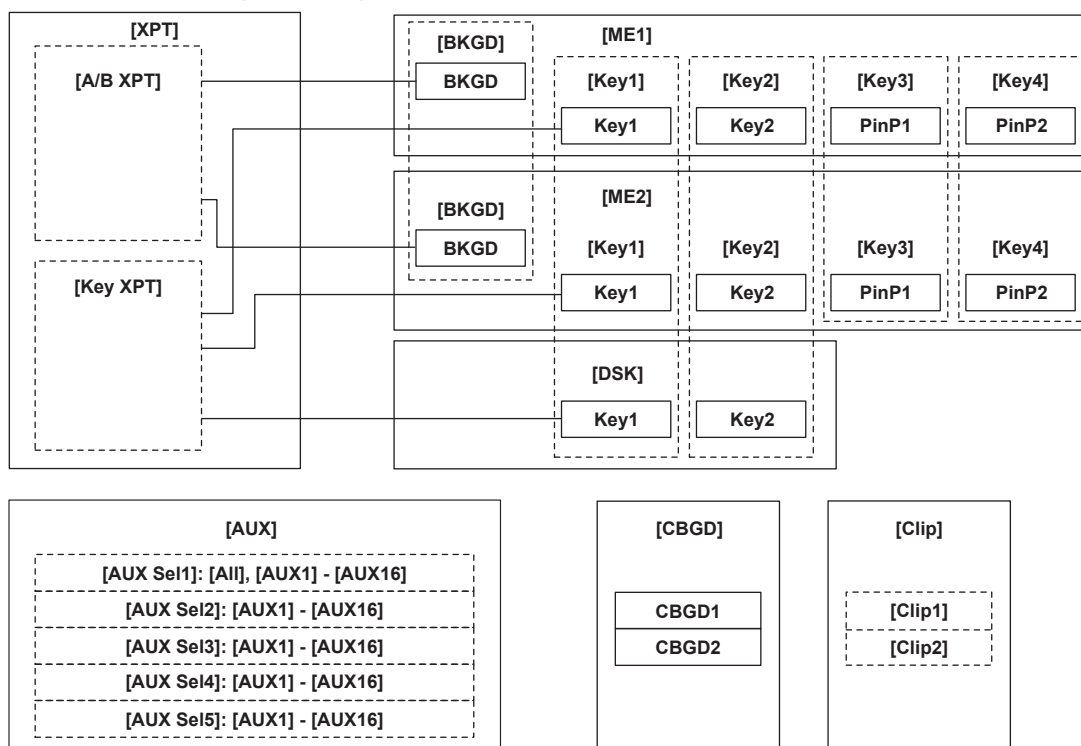 [XPT]
[A/B XPT]
[Key XPT]
[BKGD]
BKGD
[ME1]
[Key1]
[Key2]
[Key3]
[Key4]
Key1
Key2
PinP1
PinP2
[BKGD]
BKGD
[ME2]
[Key1]
[Key2]
[Key3]
[Key4]
Key1
Key2
PinP1
PinP2
[DSK]
Key1
Key2
[AUX]
[AUX Sel1]: [All], [AUX1] - [AUX16]
[AUX Sel2]: [AUX1] - [AUX16]
[AUX Sel3]: [AUX1] - [AUX16]
[AUX Sel4]: [AUX1] - [AUX16]
[AUX Sel5]: [AUX1] - [AUX16]
[CBGD]
CBGD1
CBGD2
[Clip]
[Clip1]
[Clip2]